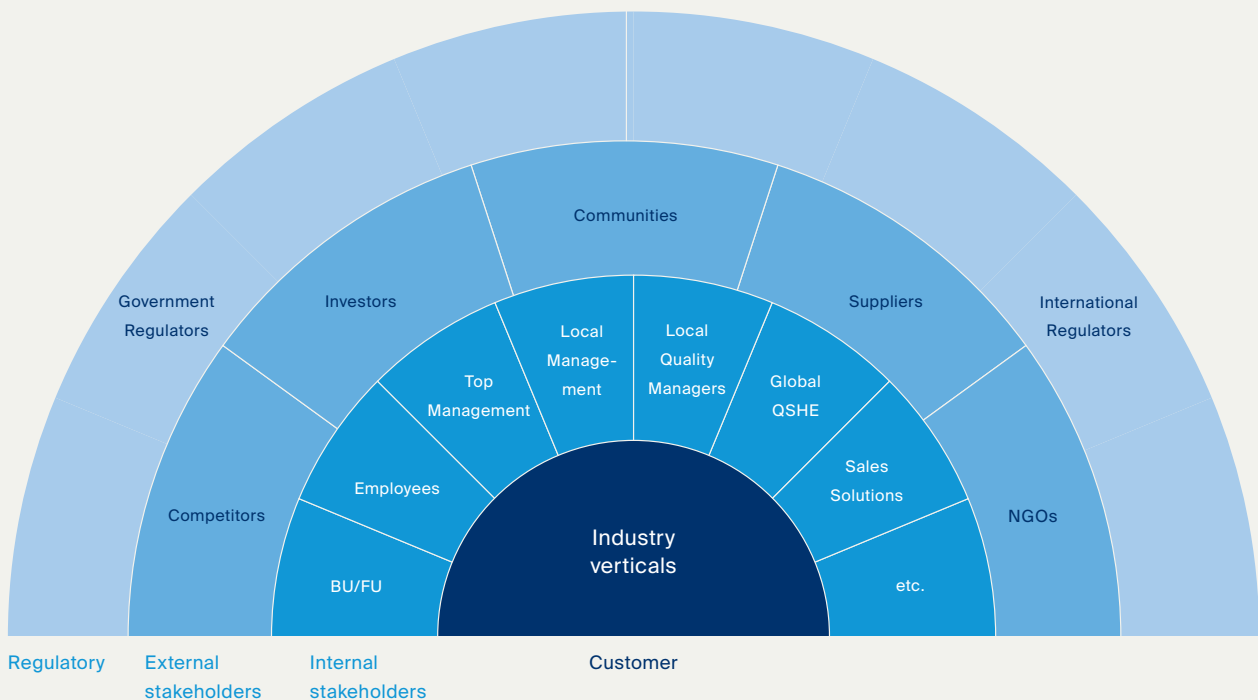 Communities
Government
Regulators
Investors
Suppliers
International
Regulators
Local
Manage-
ment
Local
Quality
Managers
Top
Management
Global
QSHE
Employees
Sales
Solutions
Competitors
NGOs
BU/FU
etc.
Industry
verticals
Regulatory
External
stakeholders
Internal
stakeholders
Customer